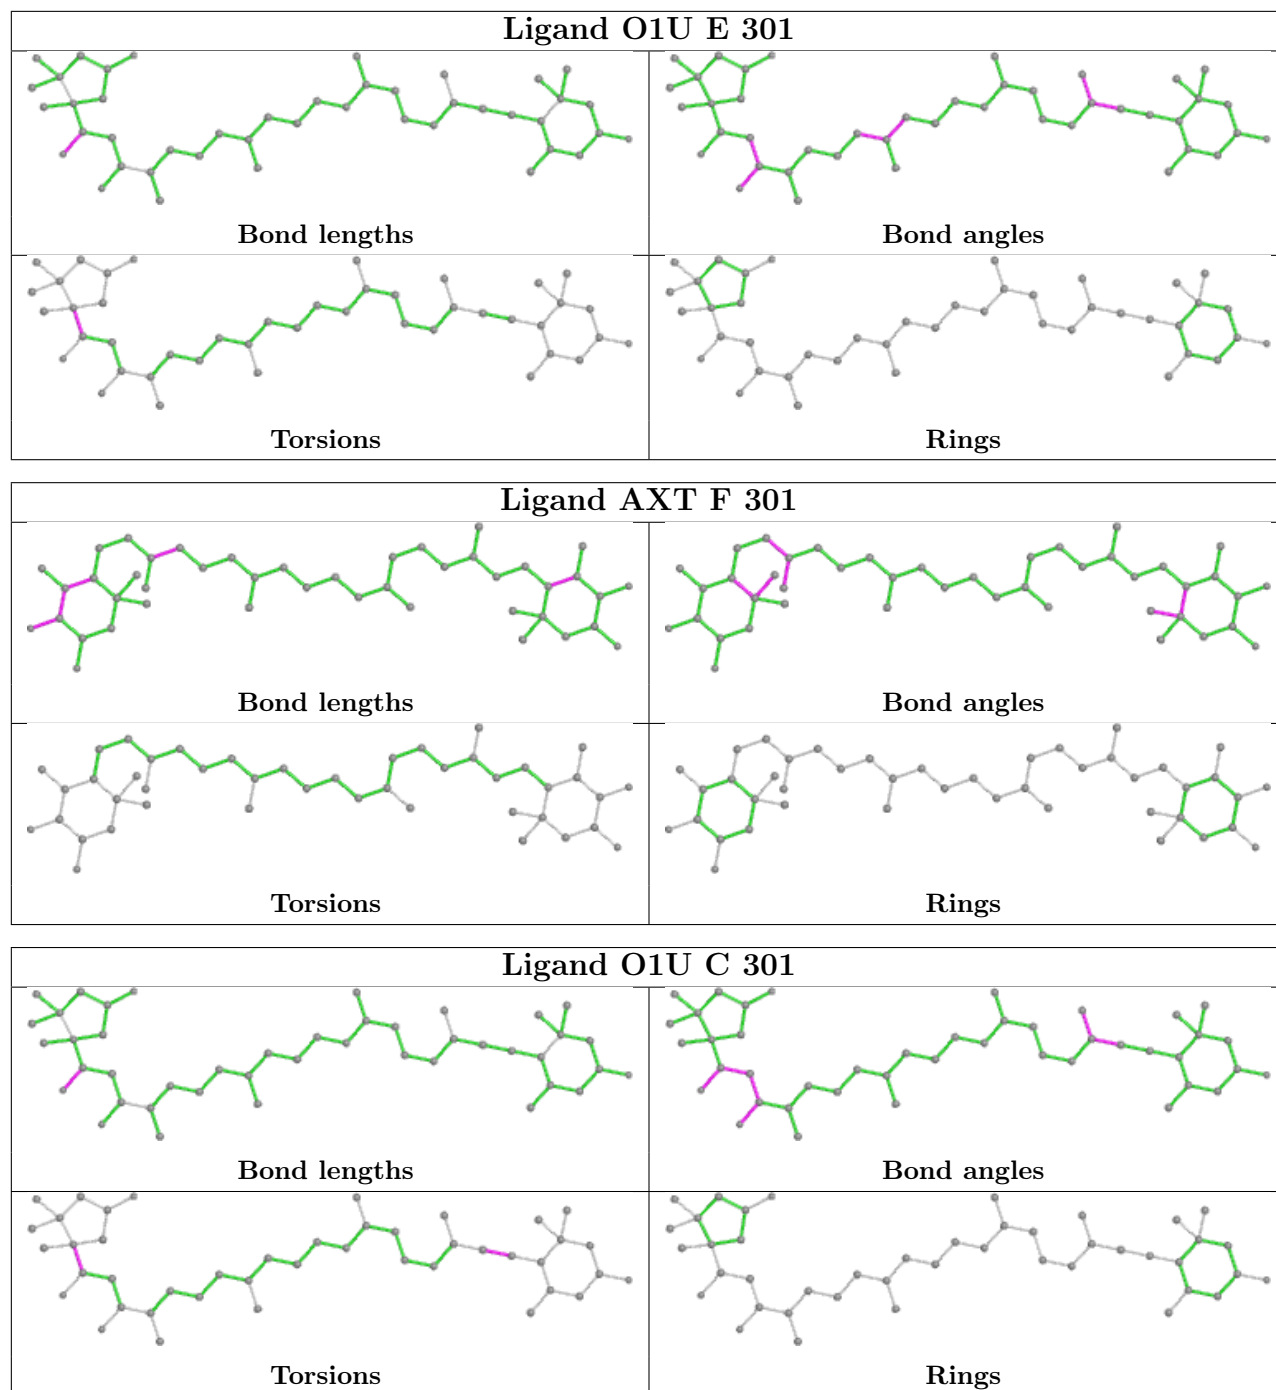 Ligand O1U E 301
Bond lengths
Bond angles
Torsions
Rings
Ligand AXT F 301
Bond lengths
Bond angles
Torsions
Rings
Ligand O1U C 301
Bond lengths
Bond angles
Torsions
Rings